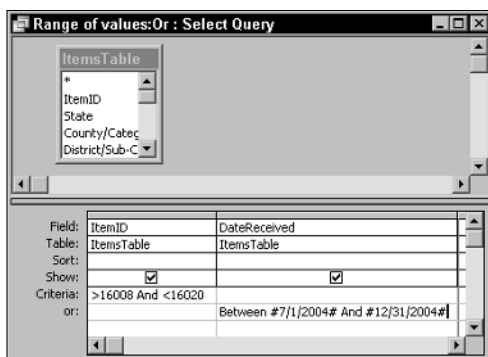 Range of values:Or : Select Query
ItemsTable
*
ItemID
State
County/Categ
District/Sub-C
Field: ItemID DateReceived
Table: ItemsTable ItemsTable
Sort:
Show:
Criteria: >16008 And <16020
or: Between #7/1/2004# And #12/31/2004#